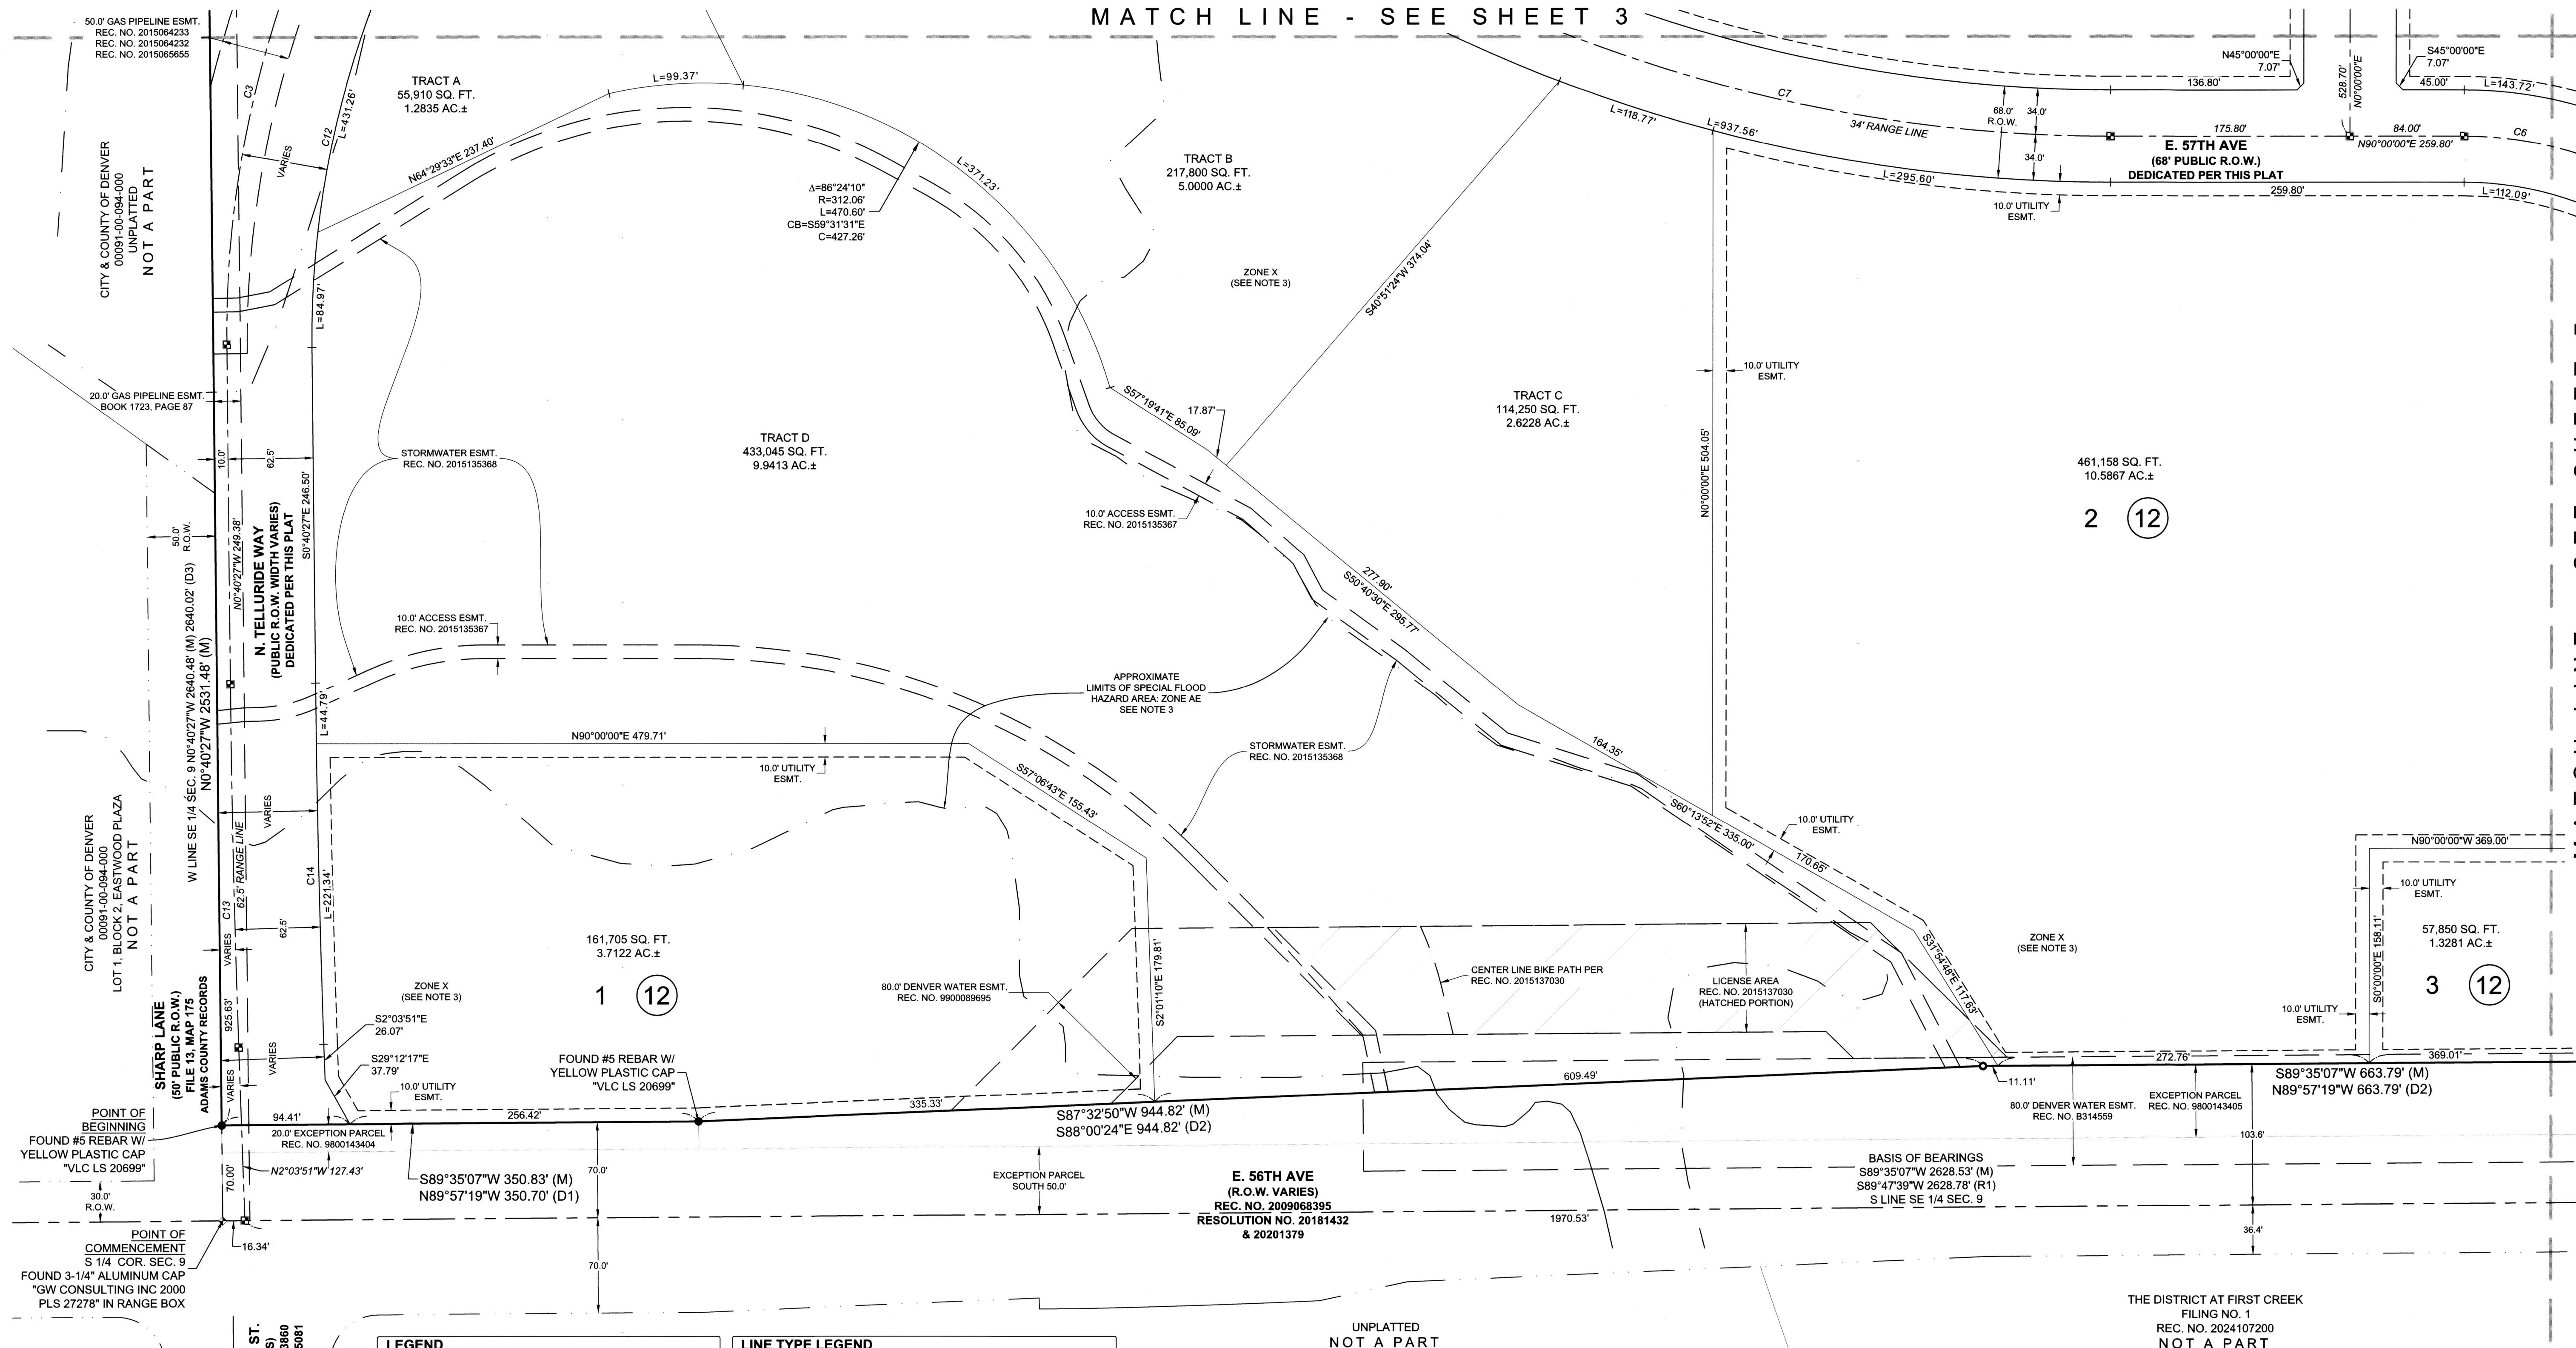 MATCH LINE - SEE SHEET 3
50.0' GAS PIPELINE ESMT.
REC. NO. 2015064233
REC. NO. 2015064232
REC. NO. 2015065655
C3
C12
L=431.26'
VARIES
TRACT A
55,910 SQ. FT.
1.2835 AC.±
L=99.37'
N64°29'33"E 237.40'
L=371.23'
Δ=86°24'10"
R=312.06'
L=470.60'
CB=S59°31'31"E
C=427.26'
TRACT B
217,800 SQ. FT.
5.0000 AC.±
ZONE X
(SEE NOTE 3)
S40°51'24"W 374.04'
L=118.77'
L=937.56'
C7
34' RANGE LINE
L=295.60'
10.0' UTILITY
ESMT.
68.0'
R.O.W.
34.0'
34.0'
136.80'
N45°00'00"E
7.07'
S45°00'00"E
7.07'
528.70'
N0°00'00"E
45.00'
L=143.72'
175.80'
84.00'
C6
N90°00'00"E 259.80'
E. 57TH AVE
(68' PUBLIC R.O.W.)
DEDICATED PER THIS PLAT
259.80'
L=112.09'
CITY & COUNTY OF DENVER
00091-00-094-000
UNPLATTED
NOT A PART
L=84.97'
20.0' GAS PIPELINE ESMT.
BOOK 1723, PAGE 87
10.0'
62.5'
50.0'
R.O.W.
N0°40'27"W 249.38'
N. TELLURIDE WAY
(PUBLIC R.O.W. WIDTH VARIES)
DEDICATED PER THIS PLAT
S0°40'27"E 246.50'
STORMWATER ESMT.
REC. NO. 2015135368
TRACT D
433,045 SQ. FT.
9.9413 AC.±
S57°19'41"E 85.09'
17.87'
10.0' ACCESS ESMT.
REC. NO. 2015135367
TRACT C
114,250 SQ. FT.
2.6228 AC.±
10.0' UTILITY
ESMT.
N0°00'00"E 504.05'
461,158 SQ. FT.
10.5867 AC.±
2 12
277.90'
S50°40'30"E 295.77'
10.0' ACCESS ESMT.
REC. NO. 2015135367
W LINE SE 1/4 SEC. 9 N0°40'27"W 2640.48' (M) 2640.02' (D3)
N0°40'27"W 2531.48' (M)
L=44.79'
APPROXIMATE
LIMITS OF SPECIAL FLOOD
HAZARD AREA: ZONE AE
SEE NOTE 3
N90°00'00"E 479.71'
10.0' UTILITY
ESMT.
STORMWATER ESMT.
REC. NO. 2015135368
164.35'
S57°06'43"E 155.43'
S60°13'52"E 335.00'
170.65'
10.0' UTILITY
ESMT.
N90°00'00"W 369.00'
10.0' UTILITY
ESMT.
CITY & COUNTY OF DENVER
00091-00-094-000
LOT 1, BLOCK 2, EASTWOOD PLAZA
NOT A PART
VARIES
62.5' RANGE LINE
C13
C14
L=221.34'
62.5'
VARIES
161,705 SQ. FT.
3.7122 AC.±
1 12
ZONE X
(SEE NOTE 3)
S2°03'51"E
26.07'
S29°12'17"E
37.79'
10.0' UTILITY
ESMT.
80.0' DENVER WATER ESMT.
REC. NO. 9900089695
S2°01'10"E 179.81'
CENTER LINE BIKE PATH PER
REC. NO. 2015137030
LICENSE AREA
REC. NO. 2015137030
(HATCHED PORTION)
S31°54'48"E 117.63'
ZONE X
(SEE NOTE 3)
57,850 SQ. FT.
1.3281 AC.±
3 12
S0°00'00"E 158.11'
10.0' UTILITY
ESMT.
SHARP LANE
(50' PUBLIC R.O.W.)
FILE 13, MAP 175
ADAMS COUNTY RECORDS
925.63'
VARIES
VARIES
FOUND #5 REBAR W/
YELLOW PLASTIC CAP
"VLC LS 20699"
POINT OF
BEGINNING
FOUND #5 REBAR W/
YELLOW PLASTIC CAP
"VLC LS 20699"
94.41'
256.42'
335.33'
609.49'
11.11'
272.76'
369.01'
20.0' EXCEPTION PARCEL
REC. NO. 9800143404
S87°32'50"W 944.82' (M)
S88°00'24"E 944.82' (D2)
S89°35'07"W 663.79' (M)
N89°57'19"W 663.79' (D2)
80.0' DENVER WATER ESMT.
REC. NO. B314559
EXCEPTION PARCEL
REC. NO. 9800143405
103.6'
N2°03'51"W 127.43'
S89°35'07"W 350.83' (M)
N89°57'19"W 350.70' (D1)
70.00'
70.0'
EXCEPTION PARCEL
SOUTH 50.0'
E. 56TH AVE
(R.O.W. VARIES)
REC. NO. 2009068395
RESOLUTION NO. 20181432
& 20201379
BASIS OF BEARINGS
S89°35'07"W 2628.53' (M)
S89°47'39"W 2628.78' (R1)
S LINE SE 1/4 SEC. 9
1970.53'
30.0'
R.O.W.
16.34'
36.4'
70.0'
POINT OF
COMMENCEMENT
S 1/4 COR. SEC. 9
FOUND 3-1/4" ALUMINUM CAP
"GW CONSULTING INC 2000
PLS 27278" IN RANGE BOX
ST.
3860
5081
LEGEND
LINE TYPE LEGEND
UNPLATTED
NOT A PART
THE DISTRICT AT FIRST CREEK
FILING NO. 1
REC. NO. 2024107200
NOT A PART